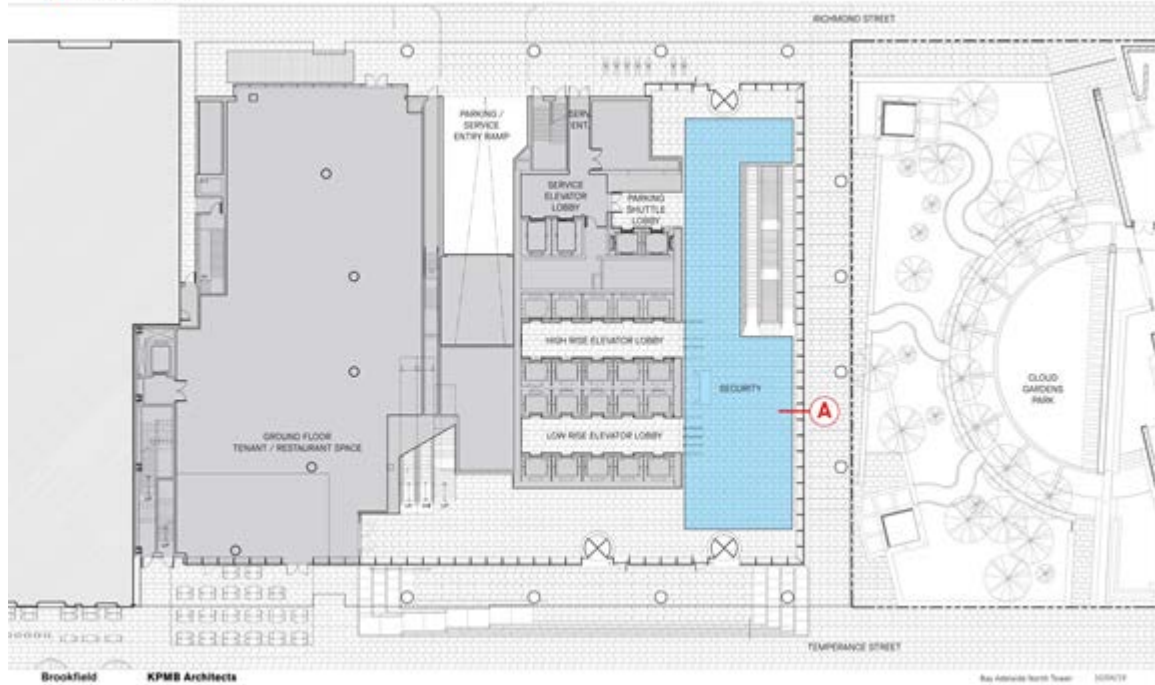 RICHMOND STREET
PARKING /
SERVICE
ENTRY RAMP
SERV.
ENT.
SERVICE
ELEVATOR
LOBBY
PARKING
SHUTTLE
LOBBY
HIGH RISE ELEVATOR LOBBY
SECURITY
CLOUD
GARDENS
PARK
A
GROUND FLOOR
TENANT / RESTAURANT SPACE
LOW RISE ELEVATOR LOBBY
TEMPERANCE STREET
Brookfield
KPMB Architects
Bay Adelaide North Tower